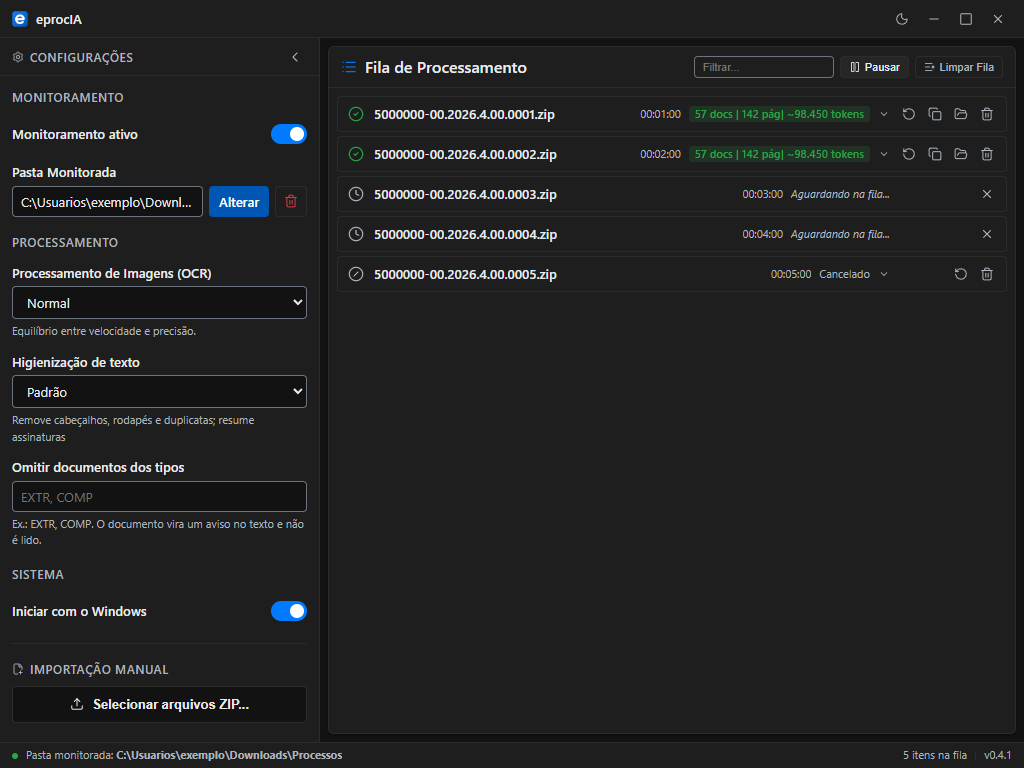 eprocIA
CONFIGURAÇÕES
MONITORAMENTO
Monitoramento ativo
Pasta Monitorada
C:\Usuarios\exemplo\Downl...
Alterar
PROCESSAMENTO
Processamento de Imagens (OCR)
Normal
Equilíbrio entre velocidade e precisão.
Higienização de texto
Padrão
Remove cabeçalhos, rodapés e duplicatas; resume
assinaturas
Omitir documentos dos tipos
EXTR, COMP
Ex.: EXTR, COMP. O documento vira um aviso no texto e não
é lido.
SISTEMA
Iniciar com o Windows
IMPORTAÇÃO MANUAL
Selecionar arquivos ZIP...
Fila de Processamento
Filtrar...
Pausar
Limpar Fila
5000000-00.2026.4.00.0001.zip 00:01:00 57 docs | 142 pág| ~98.450 tokens
5000000-00.2026.4.00.0002.zip 00:02:00 57 docs | 142 pág| ~98.450 tokens
5000000-00.2026.4.00.0003.zip 00:03:00 Aguardando na fila...
5000000-00.2026.4.00.0004.zip 00:04:00 Aguardando na fila...
5000000-00.2026.4.00.0005.zip 00:05:00 Cancelado
Pasta monitorada: C:\Usuarios\exemplo\Downloads\Processos
5 itens na fila
v0.4.1